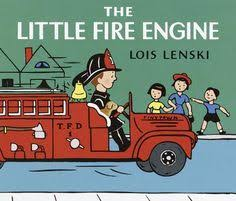 THE
LITTLE FIRE ENGINE
LOIS LENSKI
T.F.D
TINYTOWN